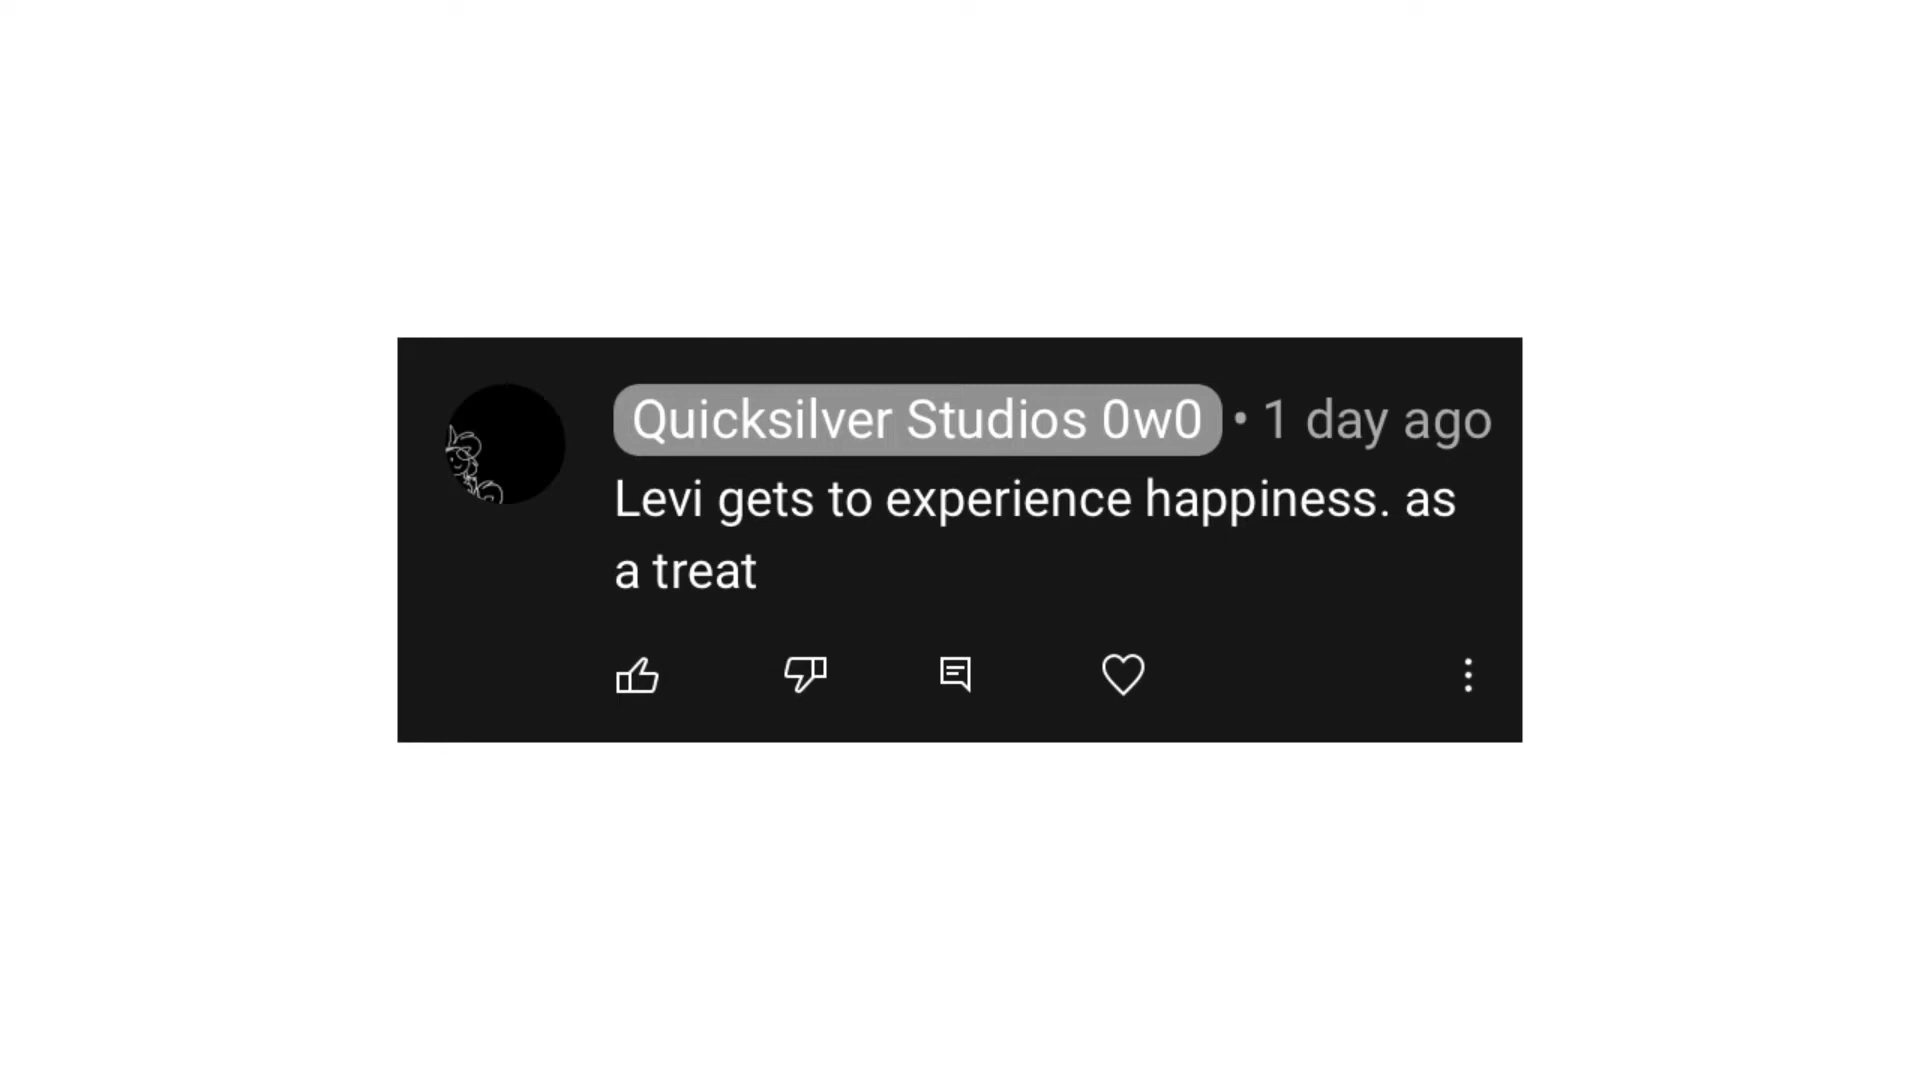 Quicksilver Studios 0w0 • 1 day ago
Levi gets to experience happiness. as
a treat